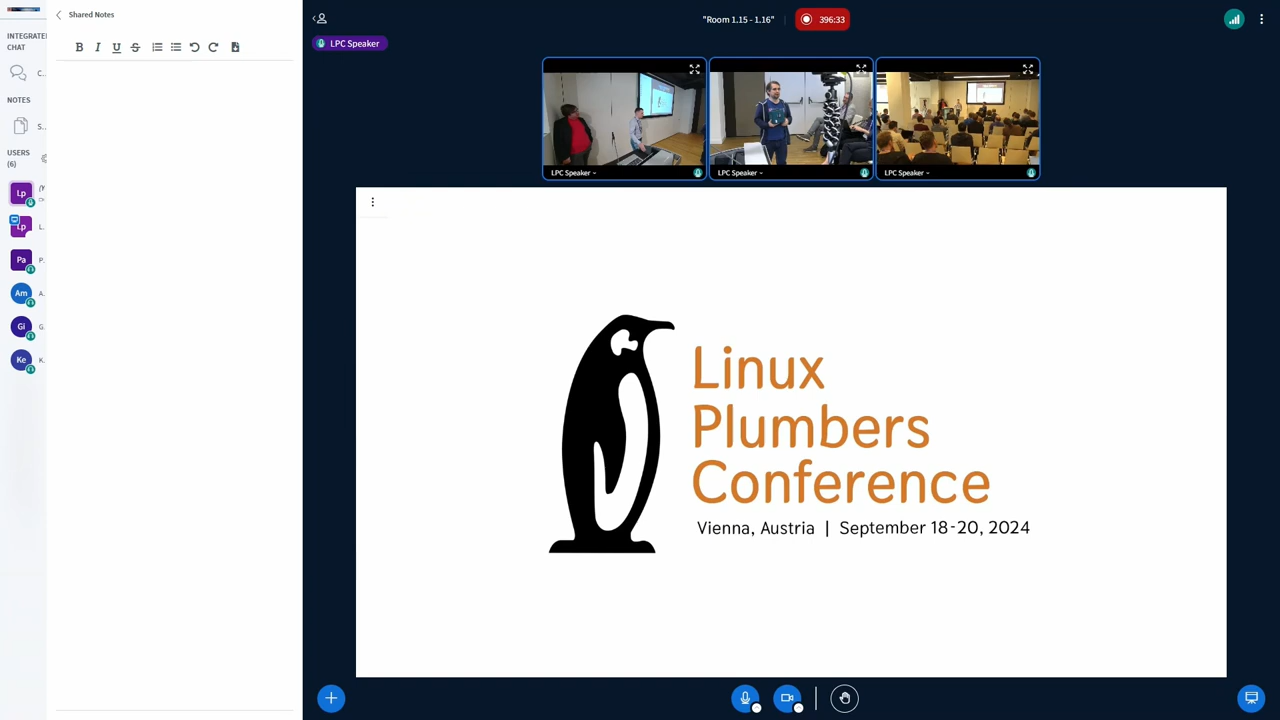 Shared Notes
INTEGRATE
CHAT
C.
NOTES
S.
USERS
(6)
Lp
Lp
L.
Pa
P.
Am
A.
Gi
G.
Ke
K.
"Room 1.15 - 1.16"
396:33
LPC Speaker
LPC Speaker
LPC Speaker
LPC Speaker
Linux
Plumbers
Conference
Vienna, Austria | September 18-20, 2024